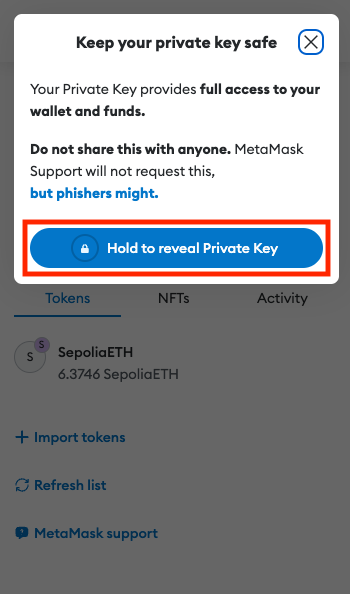 Keep your private key safe
Your Private Key provides full access to your
wallet and funds.
Do not share this with anyone. MetaMask
Support will not request this,
but phishers might.
Hold to reveal Private Key
Tokens NFTs Activity
S
S
SepoliaETH
6.3746 SepoliaETH
Import tokens
Refresh list
MetaMask support